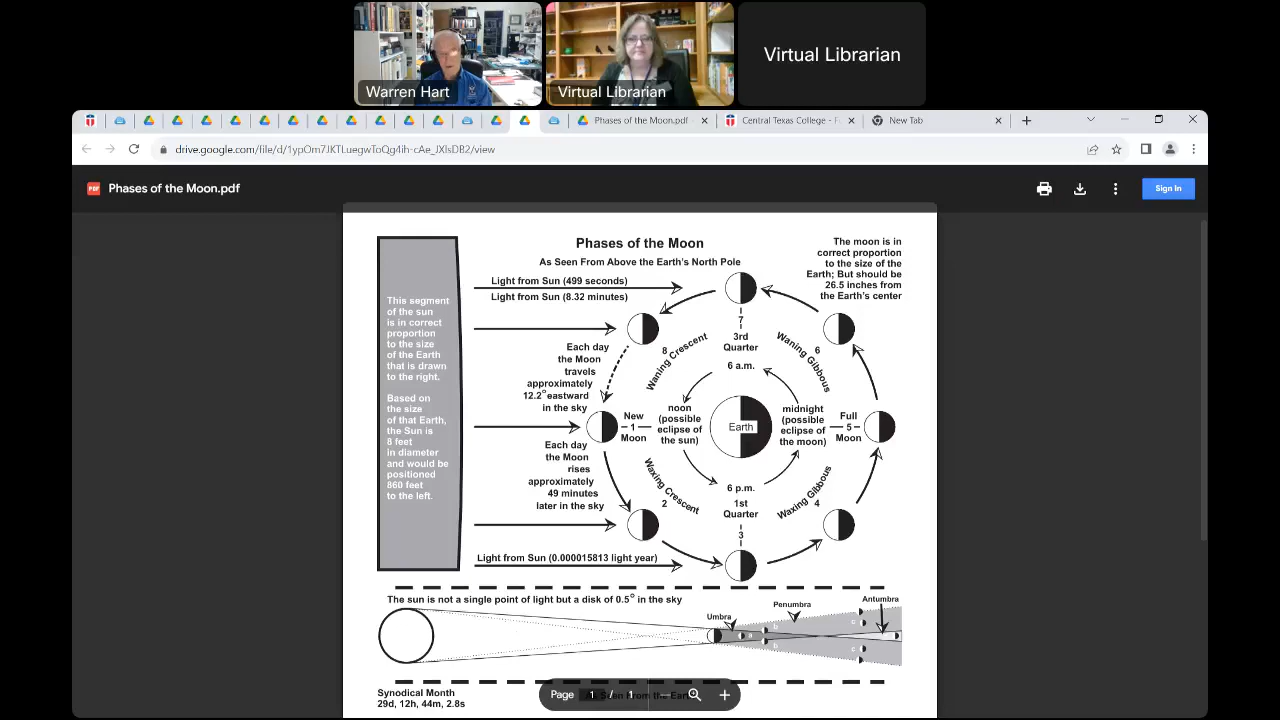 Virtual Librarian
Warren Hart
Virtual Librarian
Phases of the Moon.pdf -
Central Texas College - F
New Tab
drive.google.com/file/d/1ypOm7JKTLuegwToQg4ih-cAe_JXlsDB2/view
PDF
Phases of the Moon.pdf
Sign In
Phases of the Moon
As Seen From Above the Earth's North Pole
The moon is in
correct proportion
to the size of the
Earth; But should be
26.5 inches from
the Earth's center
This segment
of the sun
is in correct
proportion
to the size
of the Earth
that is drawn
to the right.
Based on
the size
of that Earth,
the Sun is
8 feet
in diameter
and would be
positioned
860 feet
to the left.
Light from Sun (499 seconds)
Light from Sun (8.32 minutes)
Each day
the Moon
travels
approximately
12.2° eastward
in the sky
Each day
the Moon
rises
approximately
49 minutes
later in the sky
Light from Sun (0.000015813 light year)
7
3rd
Quarter
6 a.m.
8
Waning Crescent
Waning Gibbous
6
New
1
Moon
noon
(possible
eclipse of
the sun)
Earth
midnight
(possible
eclipse of
the moon)
Full
5
Moon
Waxing Crescent
2
6 p.m.
1st
Quarter
3
Waxing Gibbous
4
The sun is not a single point of light but a disk of 0.5° in the sky
Umbra
Penumbra
Antumbra
a
b
b
c
c
Synodical Month
29d, 12h, 44m, 2.8s
Page 1 / 1